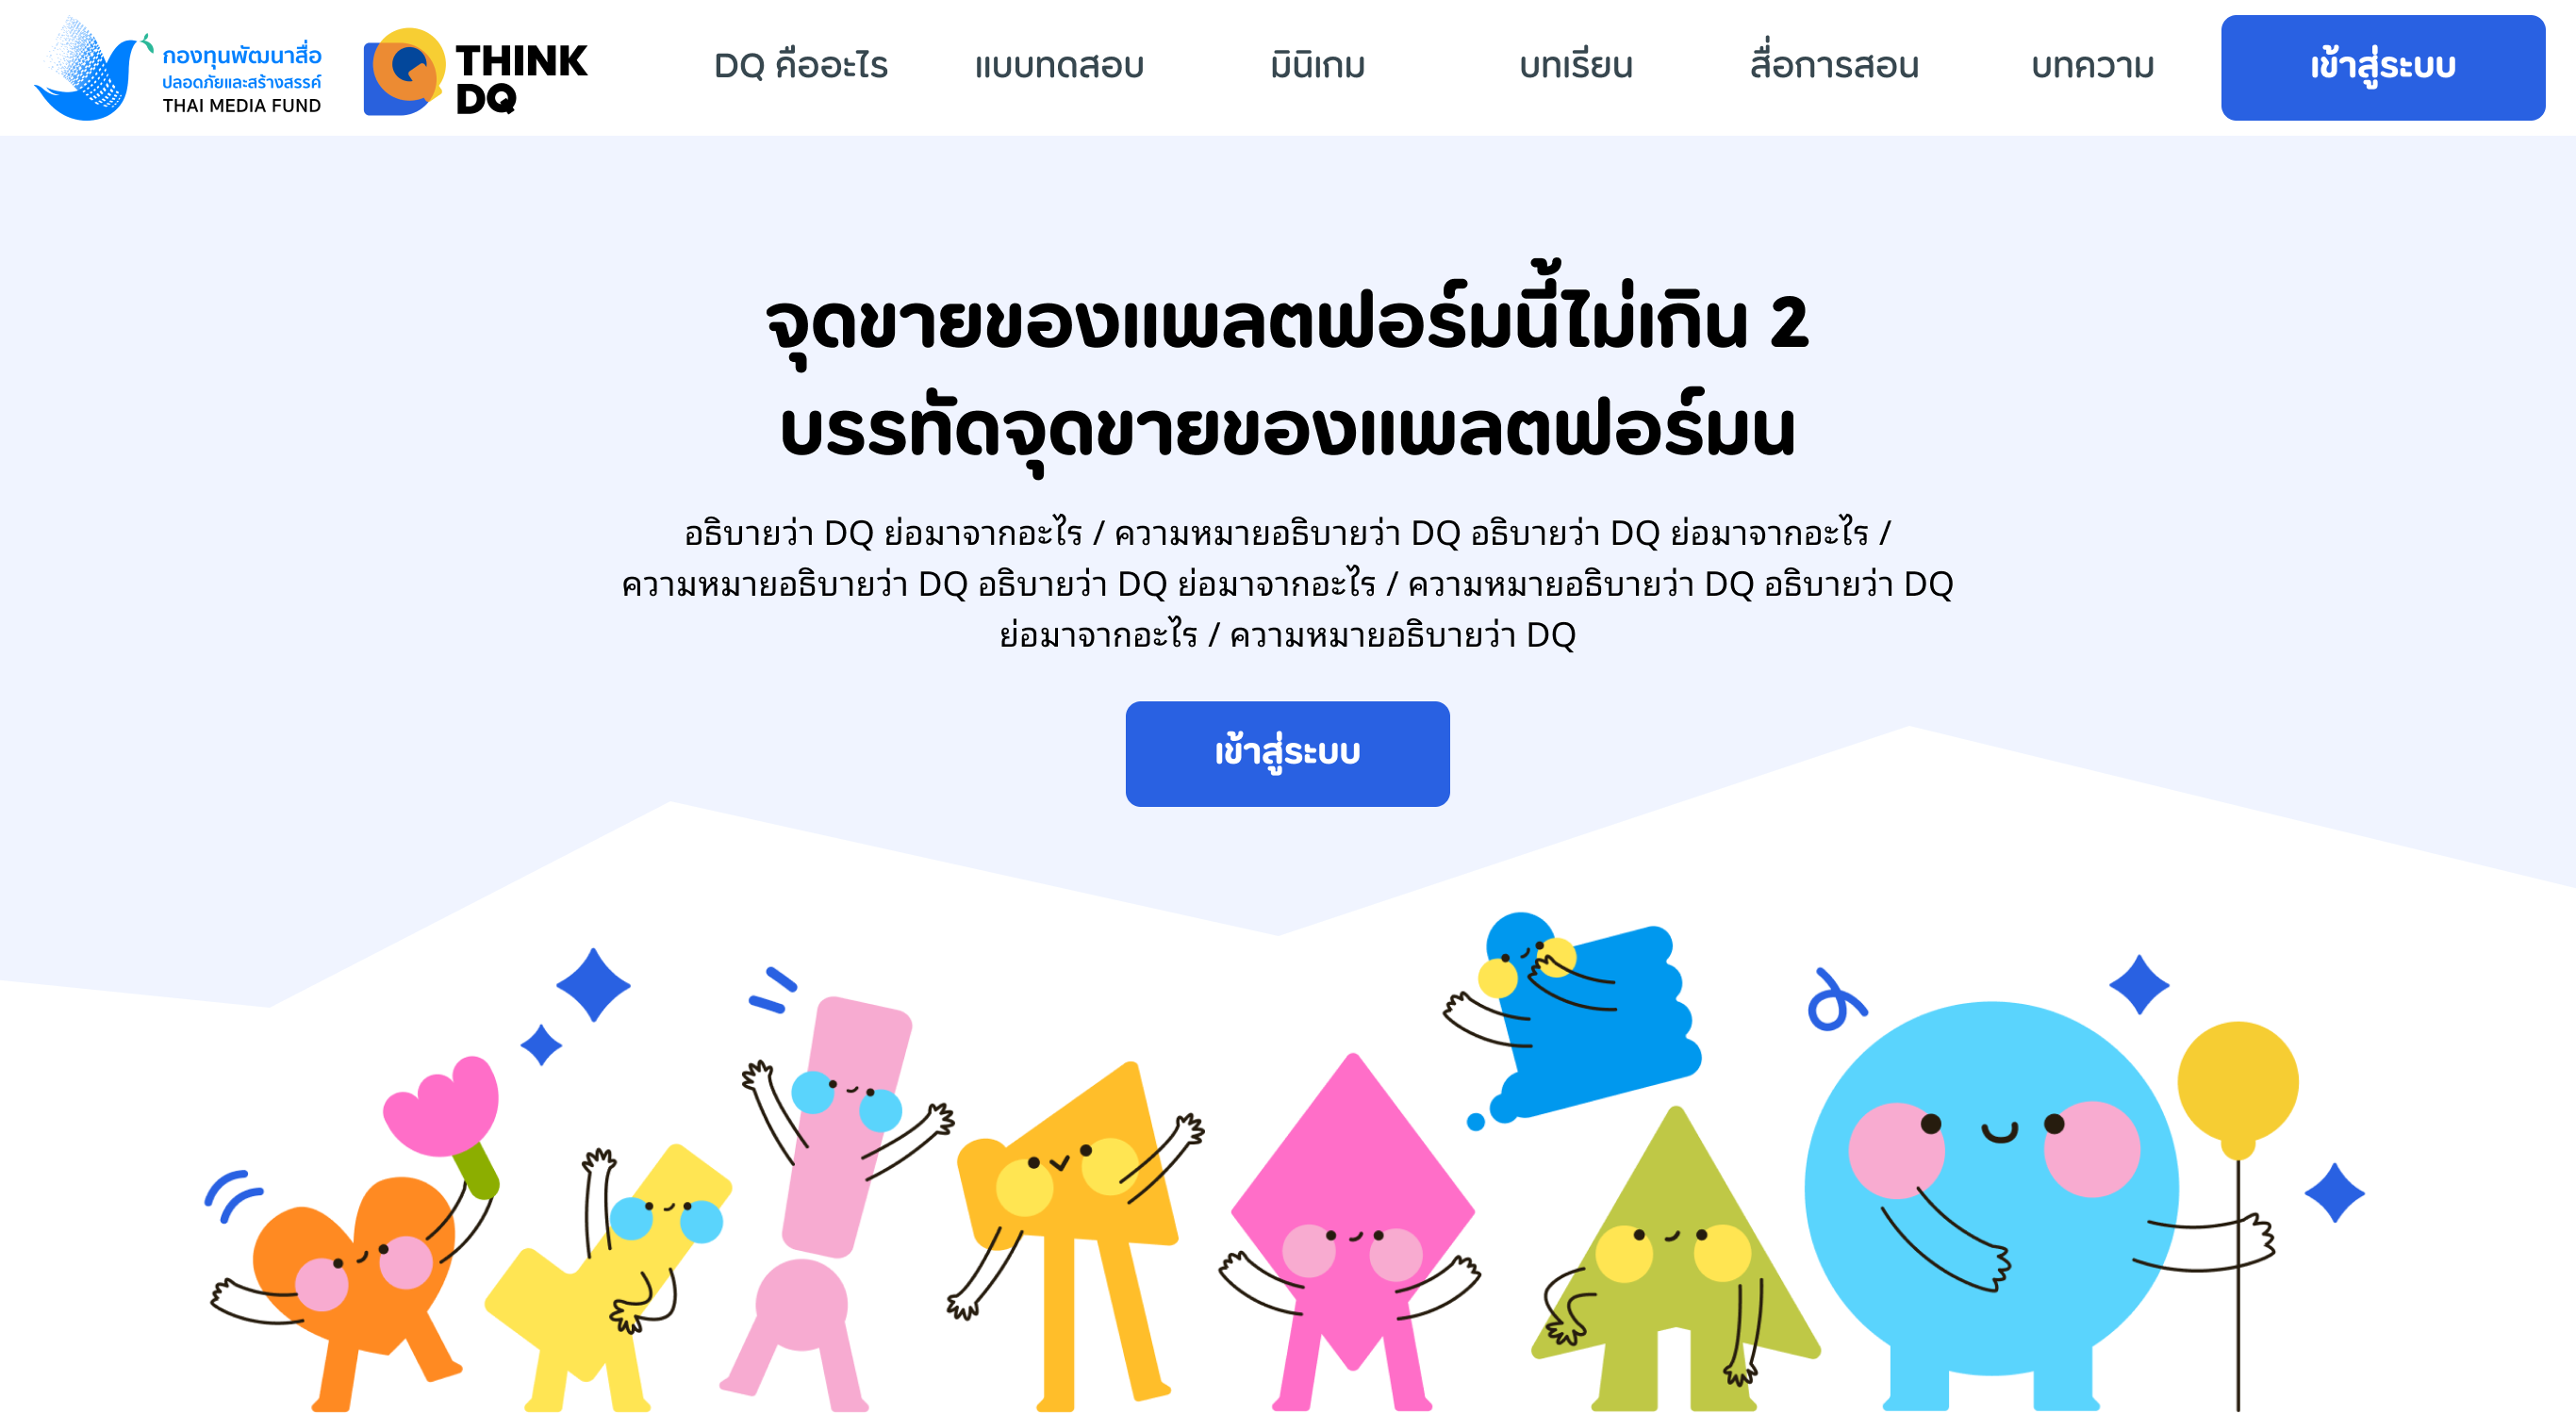 กองทุนพัฒนาสื่อ
ปลอดภัยและสร้างสรรค์
THAI MEDIA FUND
THINK
DQ
DQ คืออะไร
แบบทดสอบ
มินิเกม
บทเรียน
สื่อการสอน
บทความ
เข้าสู่ระบบ
จุดขายของแพลตฟอร์มนี้ไม่เกิน 2
บรรทัดจุดขายของแพลตฟอร์มน
อธิบายว่า DQ ย่อมาจากอะไร / ความหมายอธิบายว่า DQ อธิบายว่า DQ ย่อมาจากอะไร /
ความหมายอธิบายว่า DQ อธิบายว่า DQ ย่อมาจากอะไร / ความหมายอธิบายว่า DQ อธิบายว่า DQ
ย่อมาจากอะไร / ความหมายอธิบายว่า DQ
เข้าสู่ระบบ